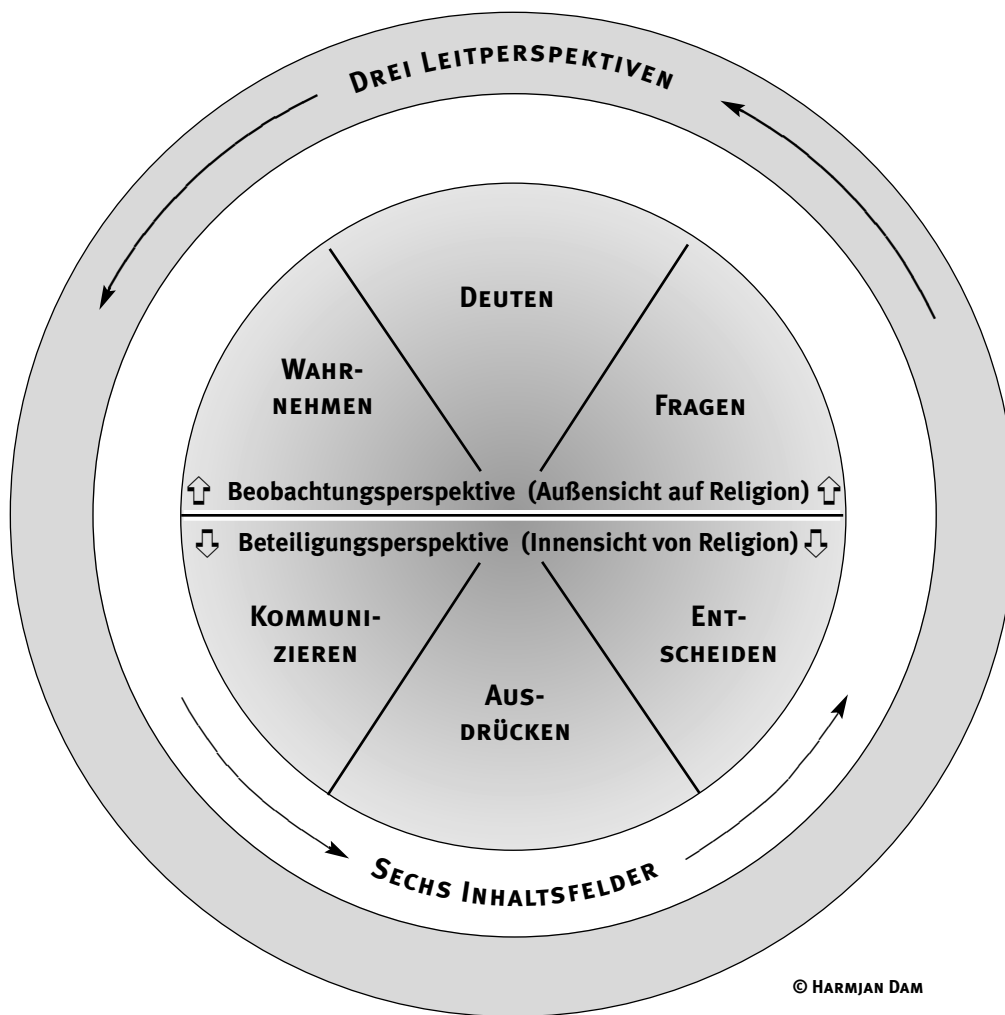 DREI LEITPERSPEKTIVEN
DEUTEN
WAHR-
NEHMEN
FRAGEN
Beobachtungsperspektive (Außensicht auf Religion)
Beteiligungsperspektive (Innensicht von Religion)
KOMMUNI-
ZIEREN
ENT-
SCHEIDEN
AUS-
DRÜCKEN
SECHS INHALTSFELDER
© HARMJAN DAM